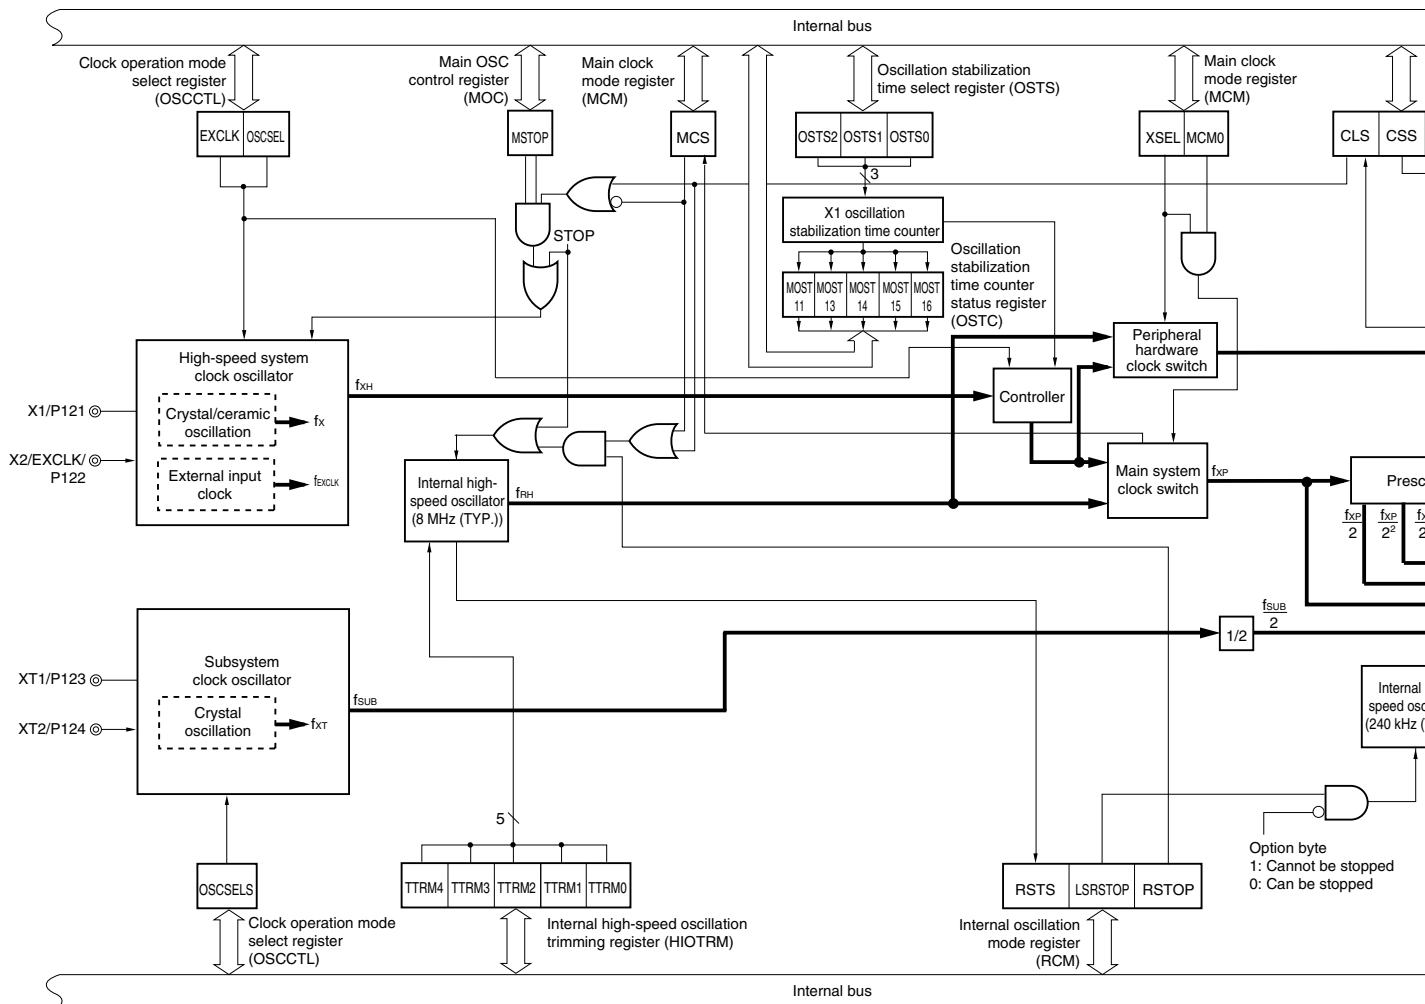 Internal bus
Clock operation mode
select register
(OSCCTL)
Main OSC
control register
(MOC)
Main clock
mode register
(MCM)
Oscillation stabilization
time select register (OSTS)
Main clock
mode register
(MCM)
EXCLK OSCSEL
MSTOP
MCS
OSTS2 OSTS1 OSTS0
XSEL MCM0
CLS CSS
3
X1 oscillation
stabilization time counter
STOP
Oscillation
stabilization
time counter
status register
(OSTC)
MOST 11
MOST 13
MOST 14
MOST 15
MOST 16
High-speed system
clock oscillator
Peripheral
hardware
clock switch
fXH
Controller
X1/P121
Crystal/ceramic
oscillation
fX
X2/EXCLK/
P122
External input
clock
fEXCLK
Internal high-
speed oscillator
(8 MHz (TYP.))
fRH
Main system
clock switch
fXP
Presc
fXP
2
fXP
2²
fX
2
Subsystem
clock oscillator
XT1/P123
fSUB
Crystal
oscillation
fXT
XT2/P124
1/2
fSUB
2
Internal
speed osc
(240 kHz (
5
Option byte
1: Cannot be stopped
0: Can be stopped
OSCSELS
TTRM4 TTRM3 TTRM2 TTRM1 TTRM0
RSTS LSRSTOP RSTOP
Clock operation mode
select register
(OSCCTL)
Internal high-speed oscillation
trimming register (HIOTRM)
Internal oscillation
mode register
(RCM)
Internal bus